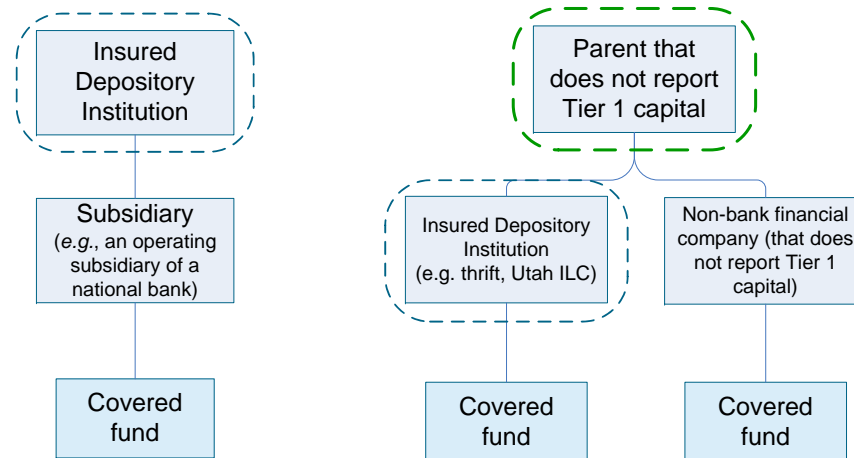 Insured
Depository
Institution
Subsidiary
(e.g., an operating
subsidiary of a
national bank)
Covered
fund
Parent that
does not report
Tier 1 capital
Insured Depository
Institution
(e.g. thrift, Utah ILC)
Non-bank financial
company (that does
not report Tier 1
capital)
Covered
fund
Covered
fund